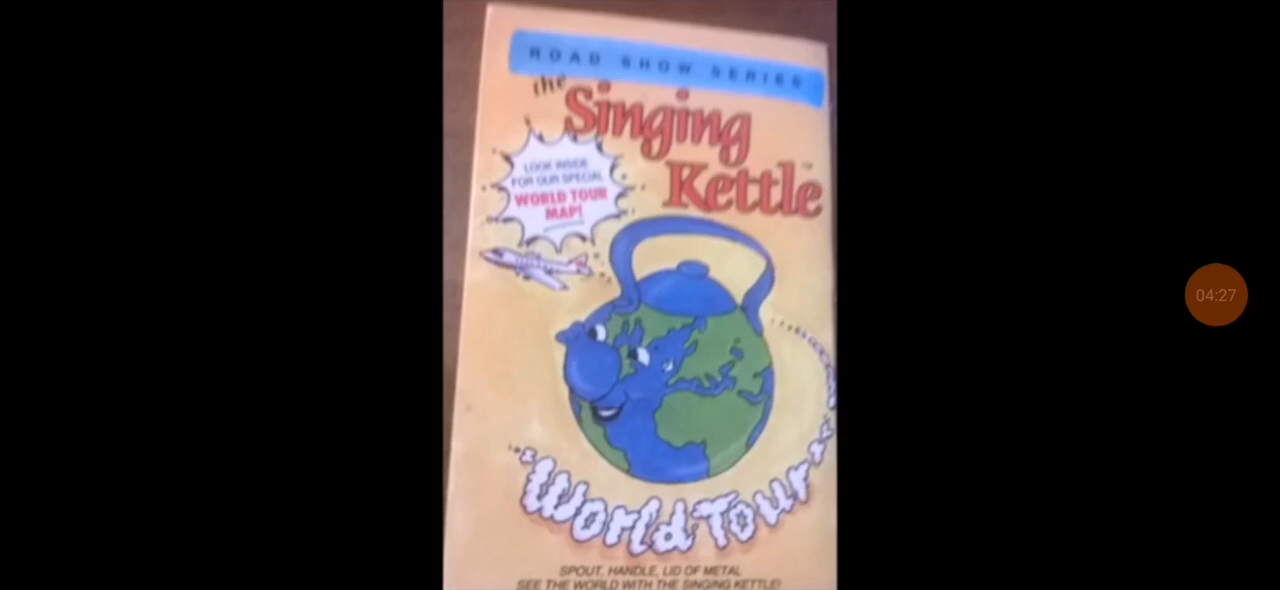 ROAD SHOW SERIES
the
Singing
Kettle
TM
LOOK INSIDE
FOR OUR SPECIAL
WORLD TOUR
MAP!
"World Tour"
SPOUT, HANDLE, LID OF METAL
SEE THE WORLD WITH THE SINGING KETTLE!
04:27